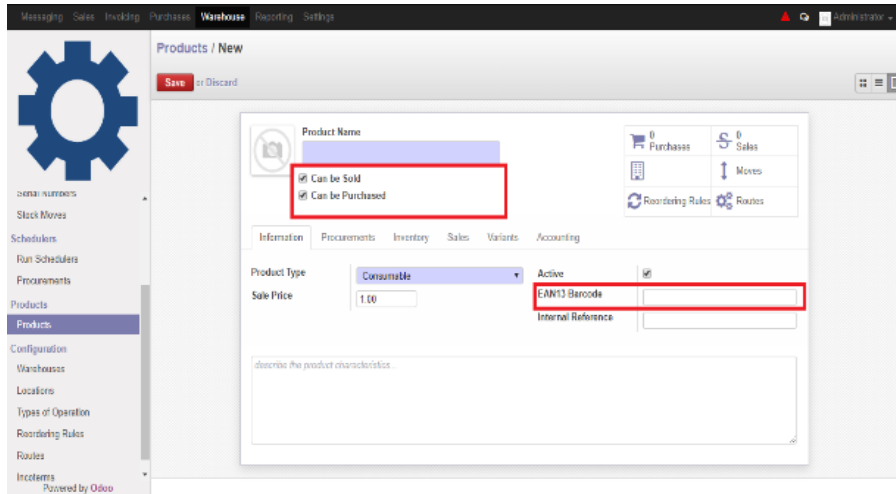 Messaging Sales Invoicing Purchases Warehouse Reporting Settings
Administrator
Products / New
Save or Discard
Serial Numbers
Stock Moves
Schedulers
Run Schedulers
Procurements
Products
Products
Configuration
Warehouses
Locations
Types of Operation
Reordering Rules
Routes
Incoterms
Powered by Odoo
Product Name
Can be Sold
Can be Purchased
0 Purchases
0 Sales
Moves
Reordering Rules
Routes
Information Procurements Inventory Sales Variants Accounting
Product Type Consumable
Sale Price 1.00
Active
EAN13 Barcode
Internal Reference
describe the product characteristics...